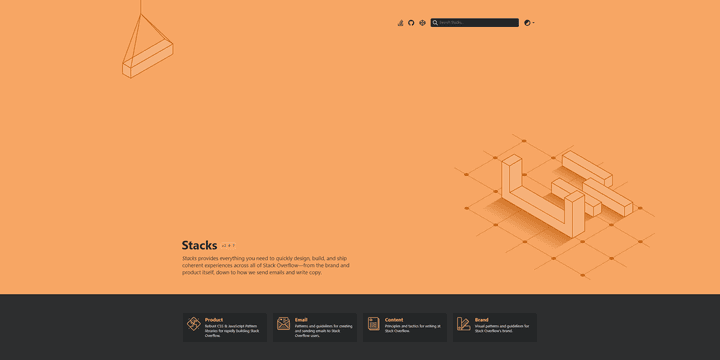 Search Stacks…
Stacks
Stacks provides everything you need to quickly design, build, and ship
coherent experiences across all of Stack Overflow—from the brand and
product itself, down to how we send emails and write copy.
Product
Robust CSS & JavaScript Pattern
libraries for rapidly building Stack
Overflow.
Email
Patterns and guidelines for creating
and sending emails to Stack
Overflow users.
Content
Principles and tactics for writing at
Stack Overflow.
Brand
Visual patterns and guidelines for
Stack Overflow's brand.